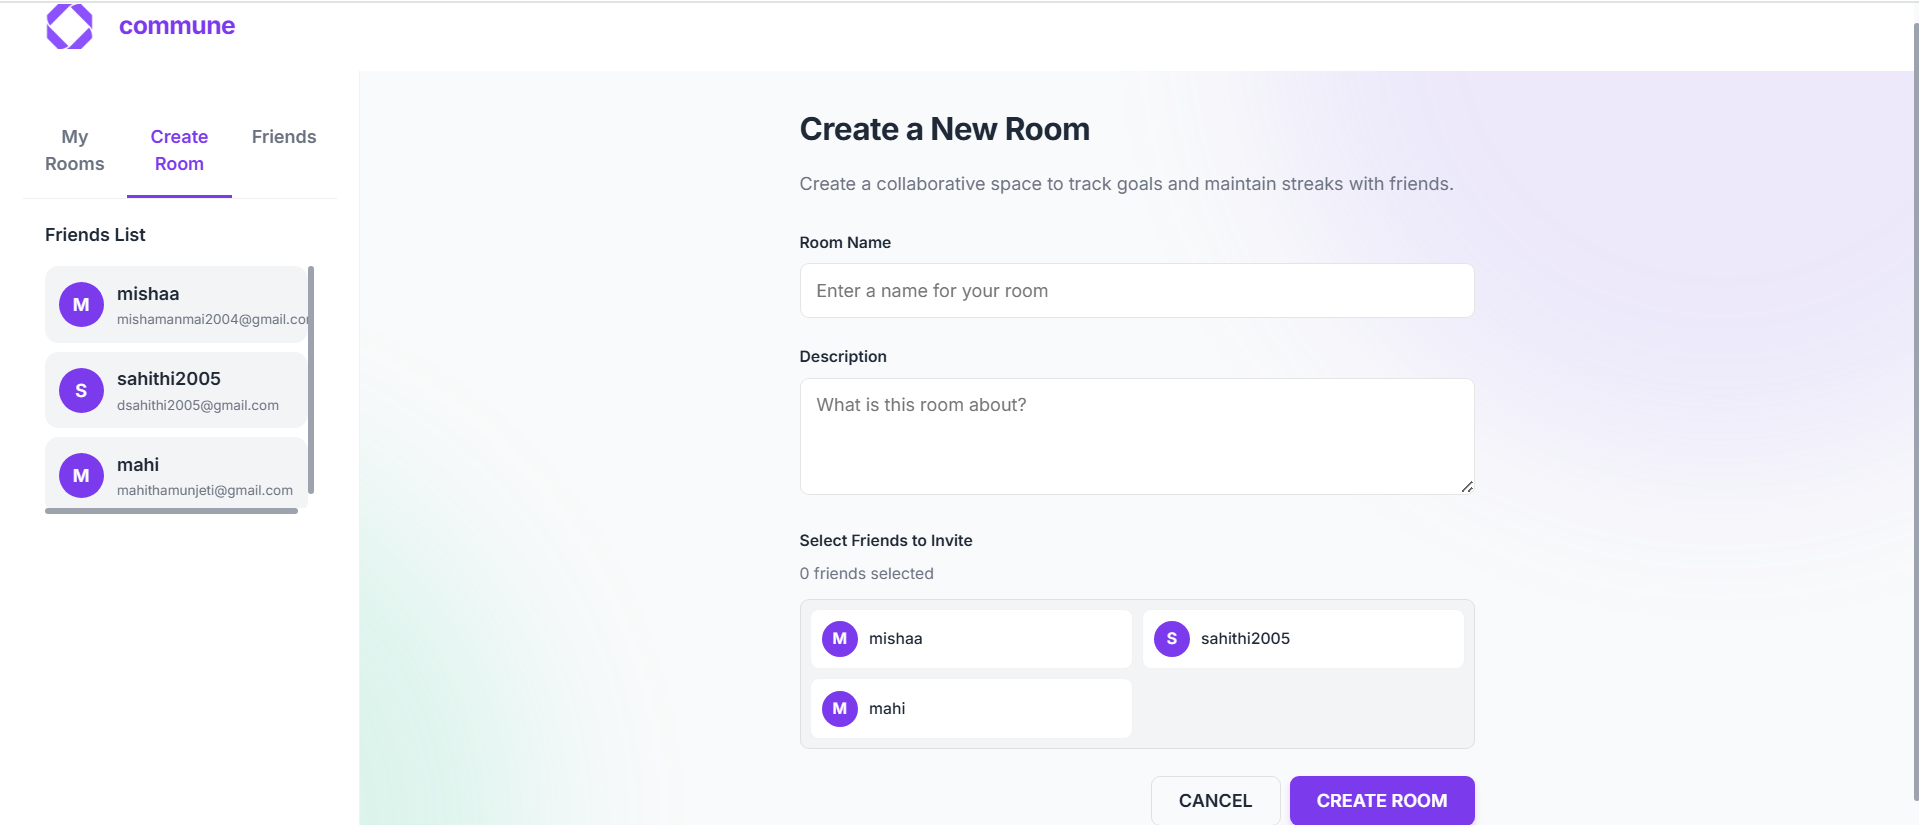 commune
My Rooms
Create Room
Friends
Friends List
M
mishaa
mishamanmai2004@gmail.co
S
sahithi2005
dsahithi2005@gmail.com
M
mahi
mahithamunjeti@gmail.com
Create a New Room
Create a collaborative space to track goals and maintain streaks with friends.
Room Name
Enter a name for your room
Description
What is this room about?
Select Friends to Invite
0 friends selected
M mishaa
S sahithi2005
M mahi
CANCEL
CREATE ROOM